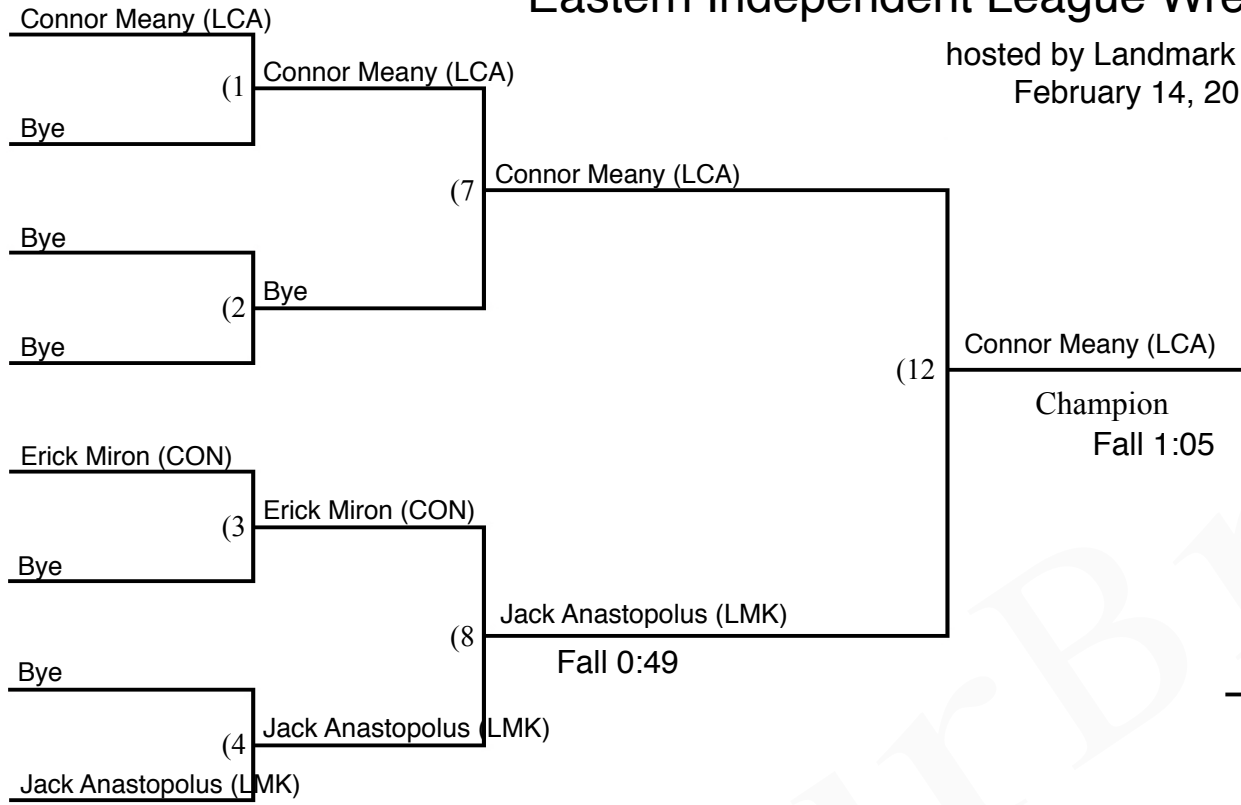 Eastern Independent League Wre
hosted by Landmark
February 14, 20
Connor Meany (LCA)
(1
Connor Meany (LCA)
Bye
(7
Connor Meany (LCA)
Bye
(2
Bye
Bye
(12
Connor Meany (LCA)
Champion
Fall 1:05
Erick Miron (CON)
(3
Erick Miron (CON)
Bye
(8
Jack Anastopolus (LMK)
Fall 0:49
Bye
(4
Jack Anastopolus (LMK)
Jack Anastopolus (LMK)